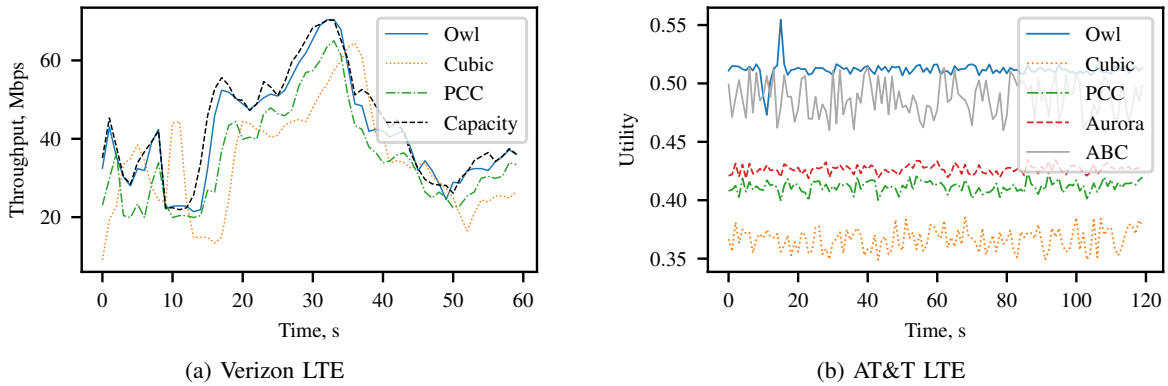 Throughput, Mbps
60
40
20
0
10
20
30
40
50
60
Time, s
Owl
Cubic
PCC
Capacity
(a) Verizon LTE
Utility
0.55
0.50
0.45
0.40
0.35
0
20
40
60
80
100
120
Time, s
Owl
Cubic
PCC
Aurora
ABC
(b) AT&T LTE